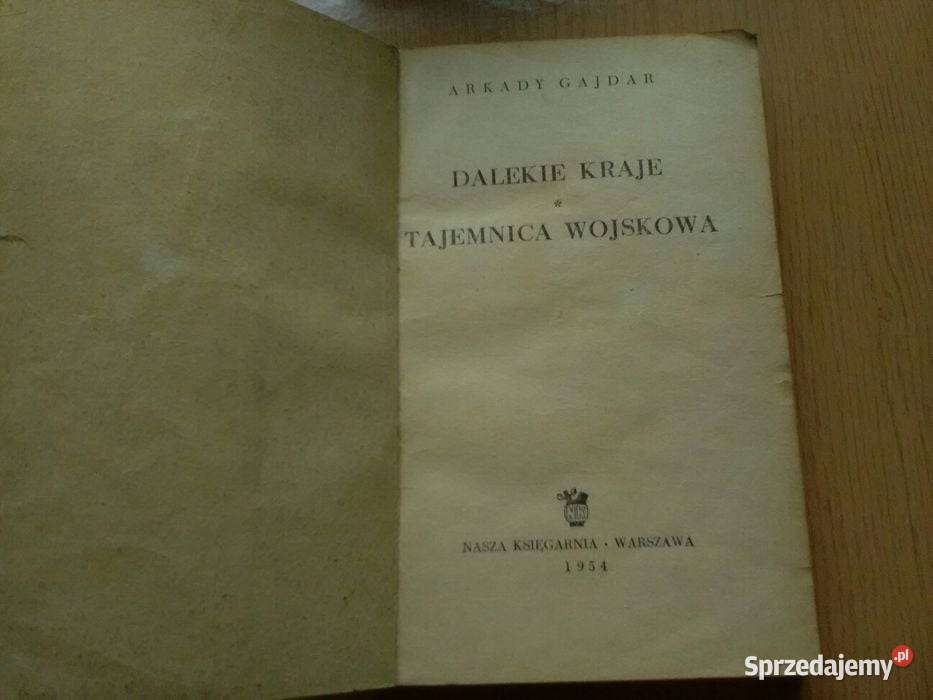 ARKADY GAJDAR
DALEKIE KRAJE
*
TAJEMNICA WOJSKOWA
NASZA KSIĘGARNIA • WARSZAWA
1954
Sprzedajemy.pl